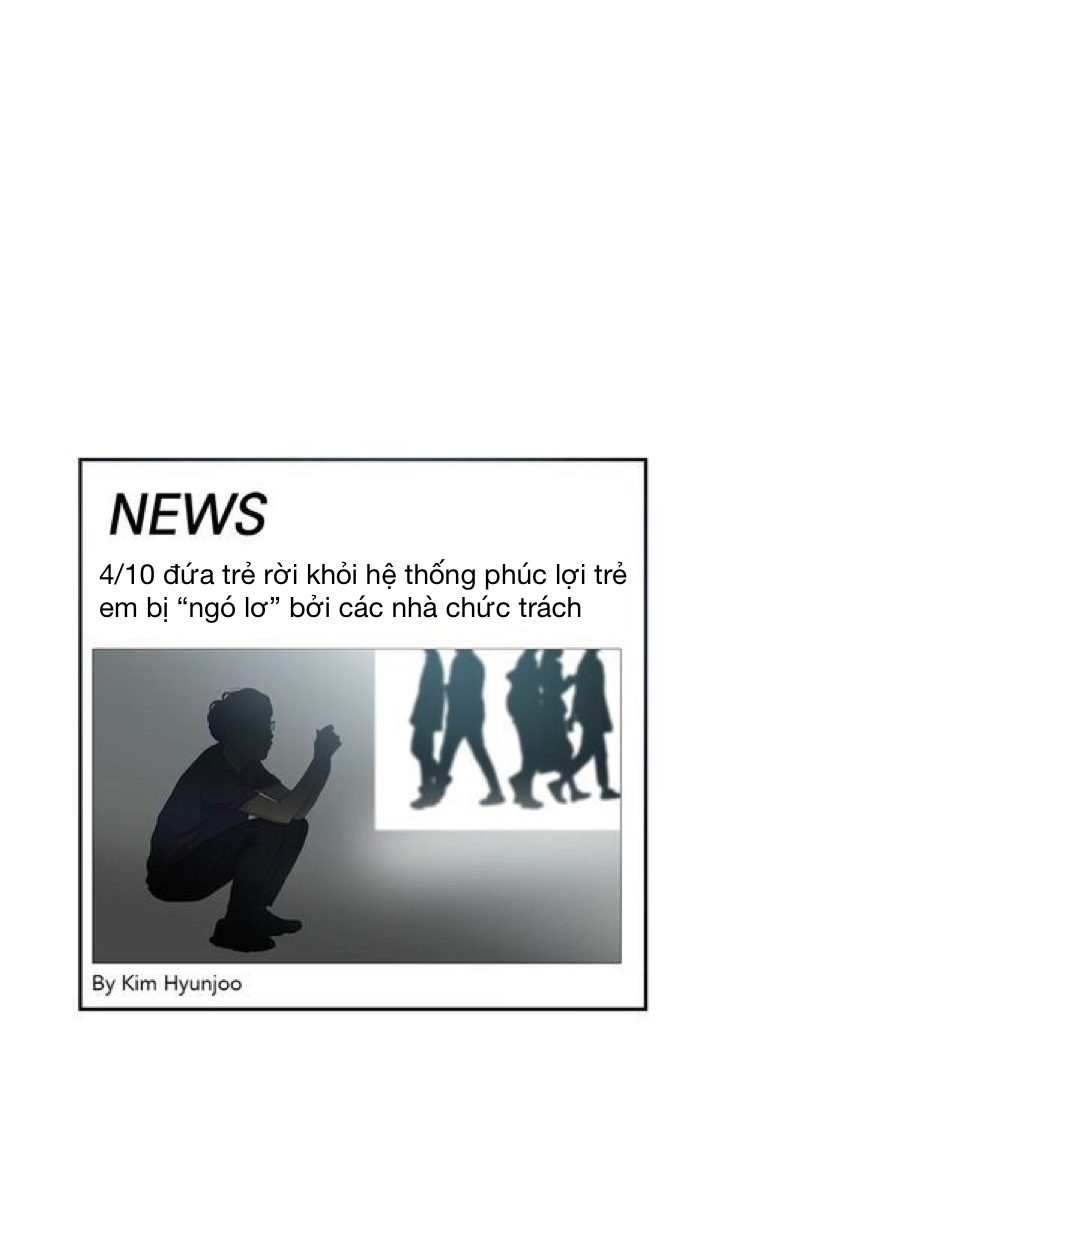 NEWS
4/10 đứa trẻ rời khỏi hệ thống phúc lợi trẻ
em bị “ngó lơ” bởi các nhà chức trách
By Kim Hyunjoo